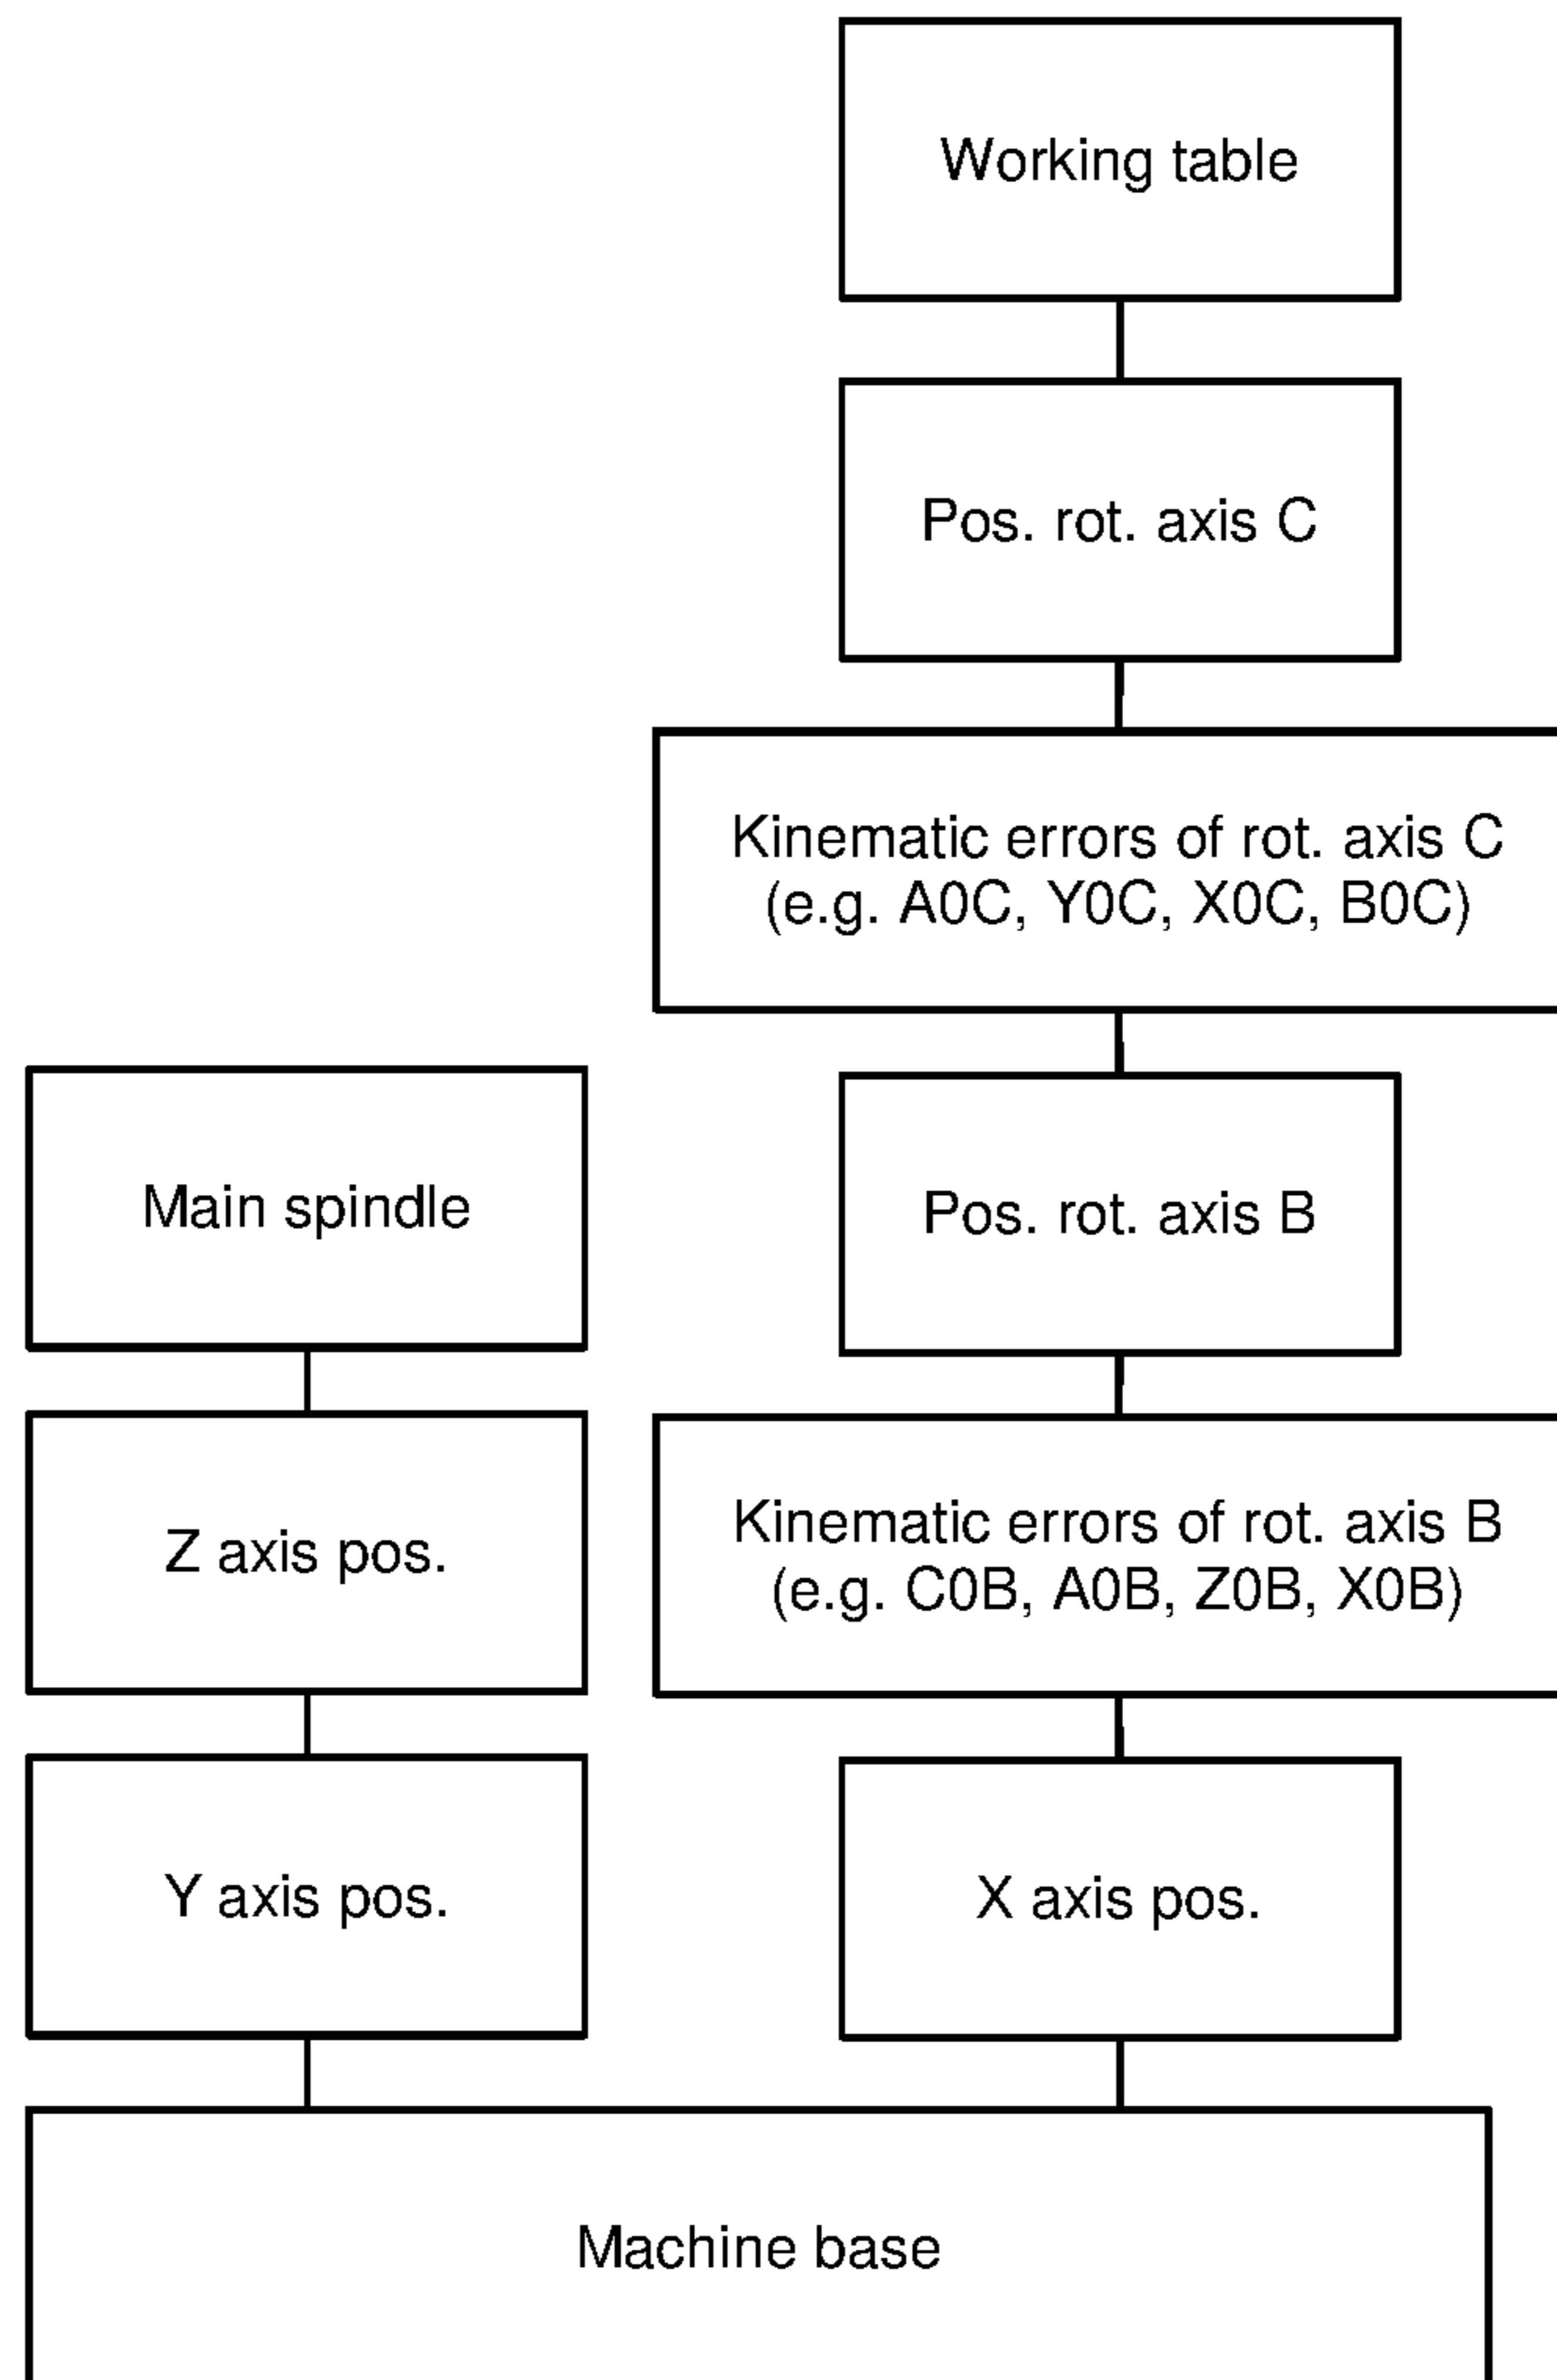 Working table
Pos. rot. axis C
Kinematic errors of rot. axis C
(e.g. A0C, Y0C, X0C, B0C)
Main spindle
Pos. rot. axis B
Z axis pos.
Kinematic errors of rot. axis B
(e.g. C0B, A0B, Z0B, X0B)
Y axis pos.
X axis pos.
Machine base